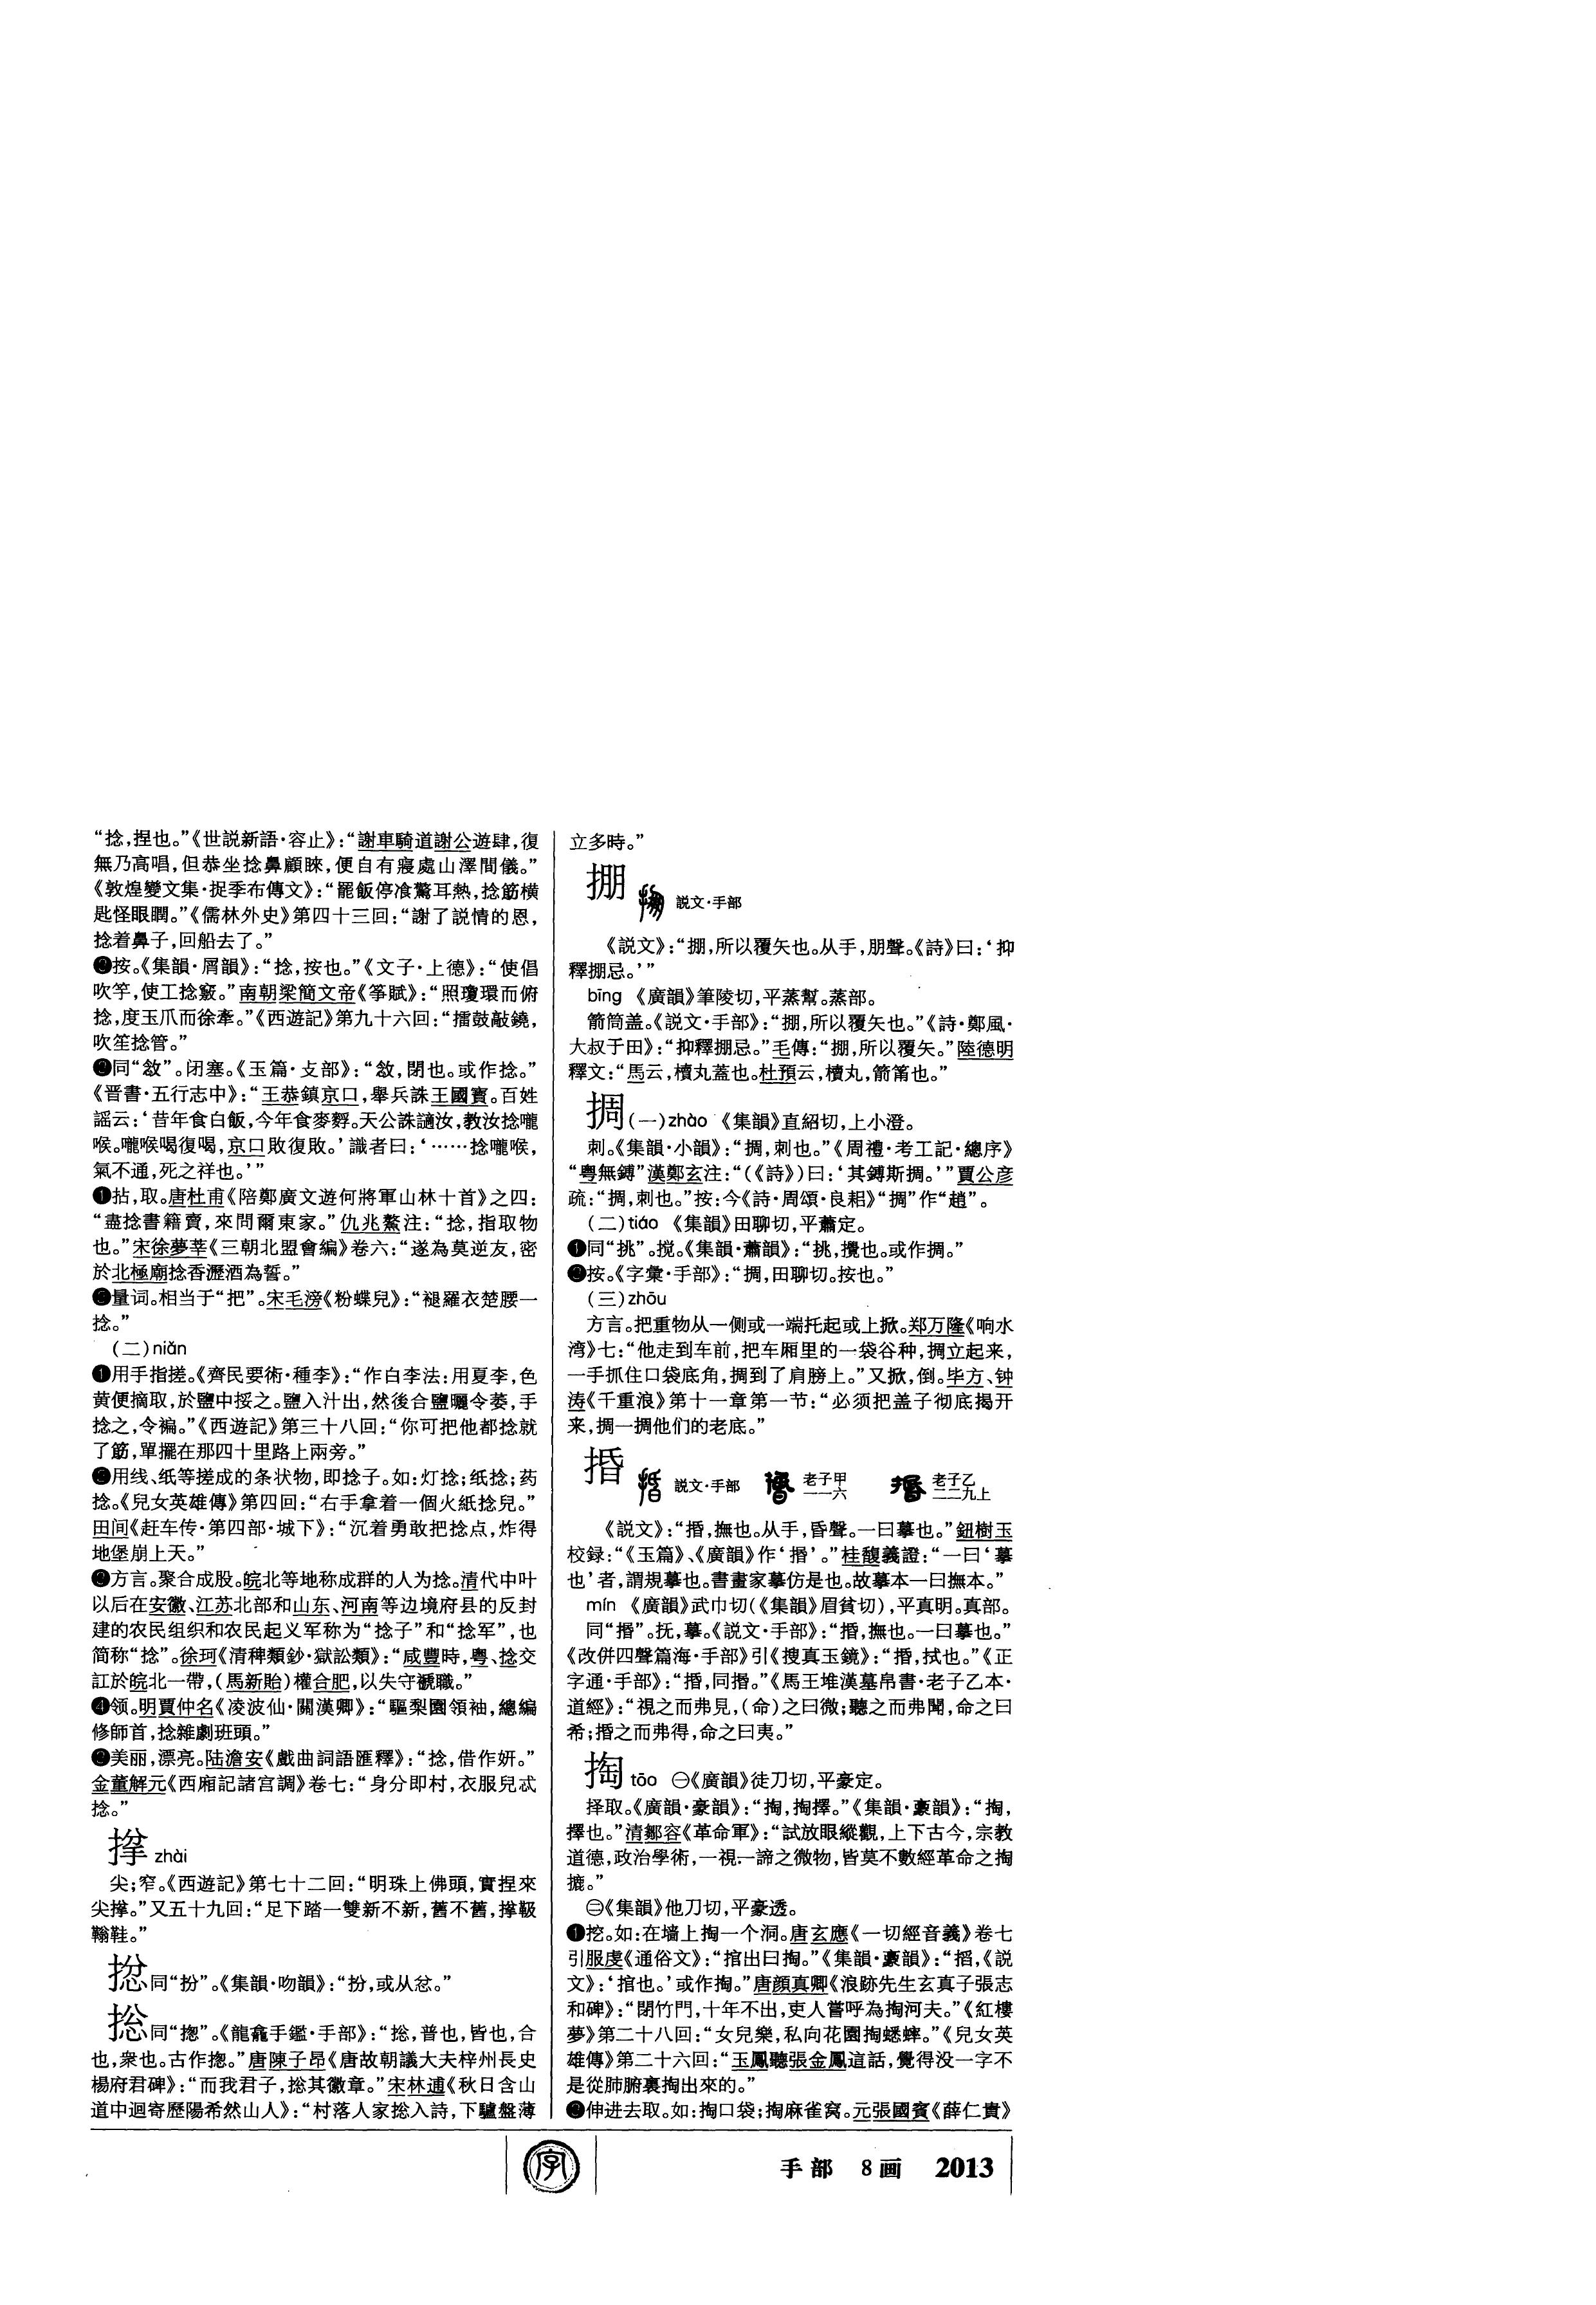 “捻，捏也。”《世説新語·容止》：“謝車騎道謝公遊肆，復
無乃高唱，但恭坐捻鼻顧睞，便自有寢處山澤間儀。”
《敦煌變文集·捉季布傳文》：“罷飯停飡驚耳熱，捻筯横
匙怪眼瞤。”《儒林外史》第四十三回：“謝了説情的恩，
捻着鼻子，回船去了。”
按。《集韻·屑韻》：“捻，按也。”《文子·上德》：“使倡
吹竽，使工捻竅。”南朝梁簡文帝《筝賦》：“照瓊環而俯
捻，度玉爪而徐牽。”《西遊記》第九十六回：“擂鼓敲鐃，
吹笙捻管。”
同“敜”。闭塞。《玉篇·攴部》：“敜，閉也。或作捻。”
《晋書·五行志中》：“王恭鎮京口，舉兵誅王國寶。百姓
謡云：‘昔年食白飯，今年食麥麩。天公誅讁汝，教汝捻嚨
喉。嚨喉喝復喝，京口敗復敗。’識者曰：‘……捻嚨喉，
氣不通，死之祥也。’”
❶拈，取。唐杜甫《陪鄭廣文遊何將軍山林十首》之四：
“盡捻書籍賣，來問爾東家。”仇兆鰲注：“捻，指取物
也。”宋徐夢莘《三朝北盟會編》卷六：“遂為莫逆友，密
於北極廟捻香瀝酒為誓。”
量词。相当于“把”。宋毛滂《粉蝶兒》：“褪羅衣楚腰一
捻。”
（二）niǎn
❶用手指搓。《齊民要術·種李》：“作白李法：用夏李，色
黄便摘取，於鹽中挼之。鹽入汁出，然後合鹽曬令萎，手
捻之，令褊。”《西遊記》第三十八回：“你可把他都捻就
了筯，單擺在那四十里路上兩旁。”
用线、纸等搓成的条状物，即捻子。如：灯捻；纸捻；药
捻。《兒女英雄傳》第四回：“右手拿着一個火紙捻兒。”
田间《赶车传·第四部·城下》：“沉着勇敢把捻点，炸得
地堡崩上天。”
方言。聚合成股。皖北等地称成群的人为捻。清代中叶
以后在安徽、江苏北部和山东、河南等边境府县的反封
建的农民组织和农民起义军称为“捻子”和“捻军”，也
简称“捻”。徐珂《清稗類鈔·獄訟類》：“咸豐時，粤、捻交
訌於皖北一帶，（馬新貽）權合肥，以失守褫職。”
❹领。明賈仲名《凌波仙·關漢卿》：“驅梨園領袖，總編
修師首，捻雜劇班頭。”
美丽，漂亮。陆澹安《戲曲詞語匯釋》：“捻，借作妍。”
金董解元《西廂記諸宫調》卷七：“身分即村，衣服兒忒
捻。”
㨄 zhài
尖；窄。《西遊記》第七十二回：“明珠上佛頭，實捏來
尖㨄。”又五十九回：“足下踏一雙新不新，舊不舊，㨄靸
鞋。”
同“扮”。《集韻·吻韻》：“扮，或从忿。”
捴同“揔”。《龍龕手鑑·手部》：“捴，普也，皆也，合
也，衆也。古作揔。”唐陳子昂《唐故朝議大夫梓州長史
楊府君碑》：“而我君子，捴其徽章。”宋林逋《秋日含山
道中迴寄歷陽希然山人》：“村落人家捴入詩，下驢盤薄
立多時。”
掤 説文·手部
《説文》：“掤，所以覆矢也。从手，朋聲。《詩》曰：‘抑
釋掤忌。’”
bīng 《廣韻》筆陵切，平蒸幫。蒸部。
箭筒盖。《説文·手部》：“掤，所以覆矢也。”《詩·鄭風·
大叔于田》：“抑釋掤忌。”毛傳：“掤，所以覆矢。”陸德明
釋文：“馬云，櫝丸蓋也。杜預云，櫝丸，箭筩也。”
㨄（一）zhào 《集韻》直紹切，上小澄。
刺。《集韻·小韻》：“掆，刺也。”《周禮·考工記·總序》
“粤無鎛”漢鄭玄注：“（《詩》）曰：‘其鎛斯掆。’”賈公彦
疏：“掆，刺也。”按：今《詩·周頌·良耜》“掆”作“趙”。
（二）tiáo 《集韻》田聊切，平蕭定。
❶同“挑”。搅。《集韻·蕭韻》：“挑，攪也。或作掆。”
❷按。《字彙·手部》：“掆，田聊切。按也。”
（三）zhōu
方言。把重物从一侧或一端托起或上掀。郑万隆《响水
湾》七：“他走到车前，把车厢里的一袋谷种，掆立起来，
一手抓住口袋底角，掆到了肩膀上。”又掀，倒。毕方、钟
涛《千重浪》第十一章第一节：“必须把盖子彻底揭开
来，掆一掆他们的老底。”
捪 説文·手部 老子甲一一六 老子乙二二九上
《説文》：“捪，撫也。从手，昏聲。一曰摹也。”鈕樹玉
校録：“《玉篇》、《廣韻》作‘揗’。”桂馥義證：“一曰‘摹
也’者，謂規摹也。書畫家摹仿是也。故摹本一曰撫本。”
mín 《廣韻》武巾切（《集韻》眉貧切），平真明。真部。
同“揗”。抚，摹。《説文·手部》：“捪，撫也。一曰摹也。”
《改併四聲篇海·手部》引《搜真玉鏡》：“捪，拭也。”《正
字通·手部》：“捪，同揗。”《馬王堆漢墓帛書·老子乙本·
道經》：“視之而弗見，（命）之曰微；聽之而弗聞，命之曰
希；捪之而弗得，命之曰夷。”
掏 tāo ㊀《廣韻》徒刀切，平豪定。
择取。《廣韻·豪韻》：“掏，掏擇。”《集韻·豪韻》：“掏，
擇也。”清鄒容《革命軍》：“試放眼縱觀，上下古今，宗教
道德，政治學術，一視一諦之微物，皆莫不數經革命之掏
摝。”
㊁《集韻》他刀切，平豪透。
❶挖。如：在墙上掏一个洞。唐玄應《一切經音義》卷七
引服虔《通俗文》：“掐出曰掏。”《集韻·豪韻》：“搯，《説
文》：‘捾也。’或作掏。”唐顔真卿《浪跡先生玄真子張志
和碑》：“閉竹門，十年不出，吏人嘗呼為掏河夫。”《紅樓
夢》第二十八回：“女兒樂，私向花園掏蟋蟀。”《兒女英
雄傳》第二十六回：“玉鳳聽張金鳳這話，覺得没一字不
是從肺腑裏掏出來的。”
❷伸进去取。如：掏口袋；掏麻雀窝。元張國賓《薛仁貴》
字
手部 8画 2013